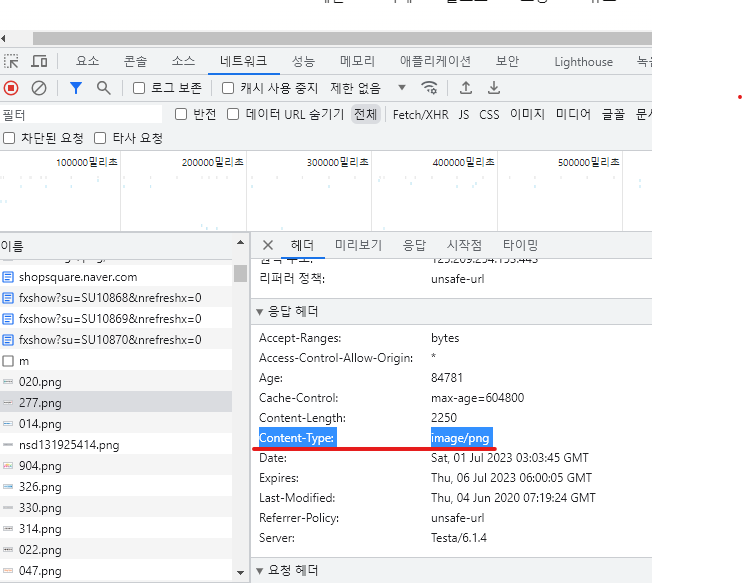 요소 콘솔 소스 네트워크 성능 메모리 애플리케이션 보안 Lighthouse
로그 보존 캐시 사용 중지 제한 없음
필터 반전 데이터 URL 숨기기 전체 Fetch/XHR JS CSS 이미지 미디어 글꼴
차단된 요청 타사 요청
100000밀리초 200000밀리초 300000밀리초 400000밀리초 500000밀리초
이름
shopsquare.naver.com
fxshow?su=SU10868&nrefreshx=0
fxshow?su=SU10869&nrefreshx=0
fxshow?su=SU10870&nrefreshx=0
m
020.png
277.png
014.png
nsd131925414.png
904.png
326.png
330.png
314.png
022.png
047.png
헤더 미리보기 응답 시작점 타이밍
리퍼러 정책: unsafe-url
응답 헤더
Accept-Ranges: bytes
Access-Control-Allow-Origin: *
Age: 84781
Cache-Control: max-age=604800
Content-Length: 2250
Content-Type: image/png
Date: Sat, 01 Jul 2023 03:03:45 GMT
Expires: Thu, 06 Jul 2023 06:00:05 GMT
Last-Modified: Thu, 04 Jun 2020 07:19:24 GMT
Referrer-Policy: unsafe-url
Server: Testa/6.1.4
요청 헤더